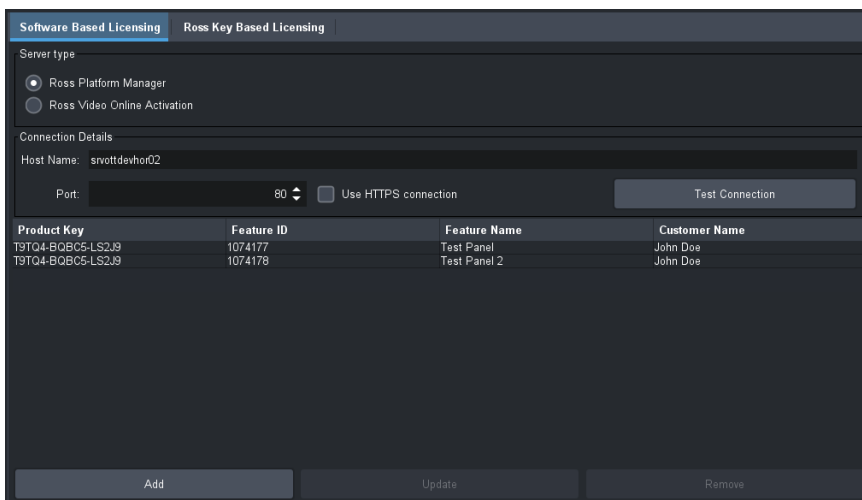 Software Based Licensing Ross Key Based Licensing
Server type
Ross Platform Manager
Ross Video Online Activation
Connection Details
Host Name: srvottdevhor02
Port: 80 Use HTTPS connection Test Connection
Product Key Feature ID Feature Name Customer Name
T9TQ4-BQBC5-LS2J9 1074177 Test Panel John Doe
T9TQ4-BQBC5-LS2J9 1074178 Test Panel 2 John Doe
Add Update Remove